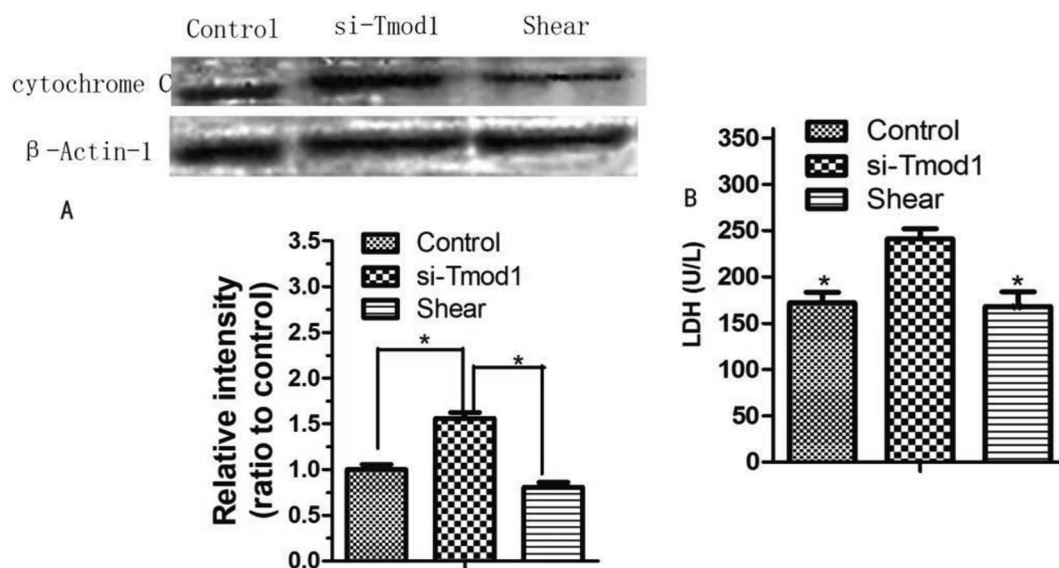 Control si-Tmod1 Shear
cytochrome C
β-Actin-1
A
Control
si-Tmod1
Shear
Relative intensity
(ratio to control)
3.5
3.0
2.5
2.0
1.5
1.0
0.5
0.0
*
*
B
Control
si-Tmod1
Shear
LDH (U/L)
350
300
250
200
150
100
50
0
*
*